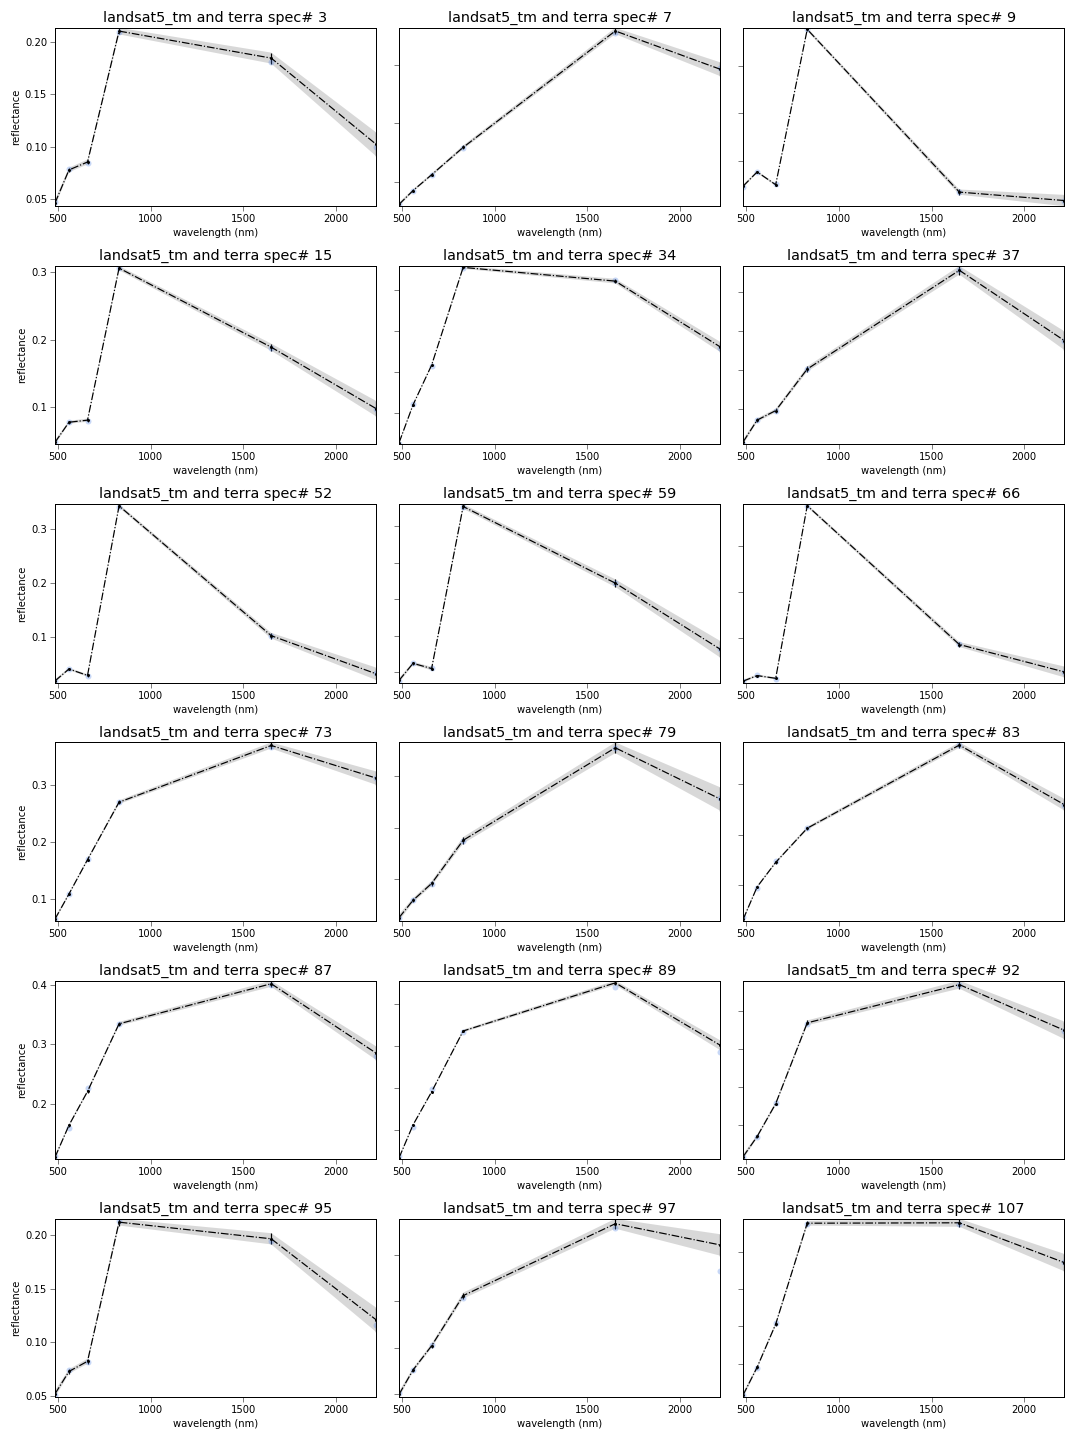 landsat5_tm and terra spec# 3 landsat5_tm and terra spec# 7 landsat5_tm and terra spec# 9
0.20
0.15
0.10
0.05
reflectance
500 1000 1500 2000 500 1000 1500 2000 500 1000 1500 2000
wavelength (nm) wavelength (nm) wavelength (nm)
landsat5_tm and terra spec# 15 landsat5_tm and terra spec# 34 landsat5_tm and terra spec# 37
0.3
0.2
0.1
reflectance
500 1000 1500 2000 500 1000 1500 2000 500 1000 1500 2000
wavelength (nm) wavelength (nm) wavelength (nm)
landsat5_tm and terra spec# 52 landsat5_tm and terra spec# 59 landsat5_tm and terra spec# 66
0.3
0.2
0.1
reflectance
500 1000 1500 2000 500 1000 1500 2000 500 1000 1500 2000
wavelength (nm) wavelength (nm) wavelength (nm)
landsat5_tm and terra spec# 73 landsat5_tm and terra spec# 79 landsat5_tm and terra spec# 83
0.3
0.2
0.1
reflectance
500 1000 1500 2000 500 1000 1500 2000 500 1000 1500 2000
wavelength (nm) wavelength (nm) wavelength (nm)
landsat5_tm and terra spec# 87 landsat5_tm and terra spec# 89 landsat5_tm and terra spec# 92
0.4
0.3
0.2
reflectance
500 1000 1500 2000 500 1000 1500 2000 500 1000 1500 2000
wavelength (nm) wavelength (nm) wavelength (nm)
landsat5_tm and terra spec# 95 landsat5_tm and terra spec# 97 landsat5_tm and terra spec# 107
0.20
0.15
0.10
0.05
reflectance
500 1000 1500 2000 500 1000 1500 2000 500 1000 1500 2000
wavelength (nm) wavelength (nm) wavelength (nm)